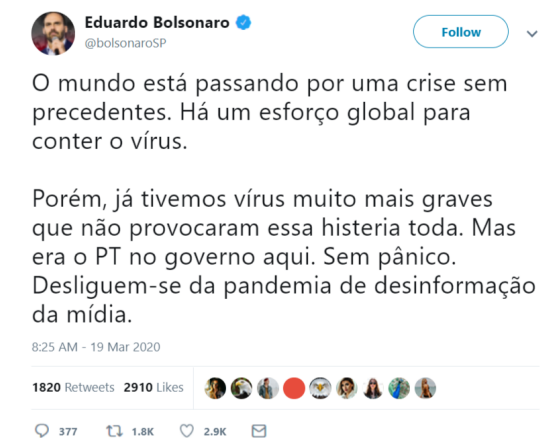 Eduardo Bolsonaro
@bolsonaroSP
Follow
O mundo está passando por uma crise sem
precedentes. Há um esforço global para
conter o vírus.
Porém, já tivemos vírus muito mais graves
que não provocaram essa histeria toda. Mas
era o PT no governo aqui. Sem pânico.
Desliguem-se da pandemia de desinformação
da mídia.
8:25 AM - 19 Mar 2020
1820 Retweets 2910 Likes
377 1.8K 2.9K